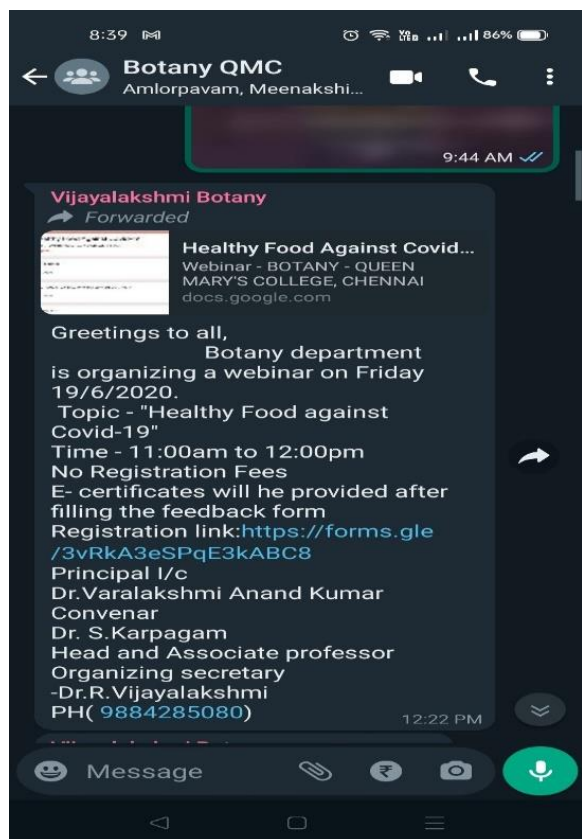 8:39
86%
Botany QMC
Amlorpavam, Meenakshi...
9:44 AM
Vijayalakshmi Botany
Forwarded
Healthy Food Against Covid...
Webinar - BOTANY - QUEEN
MARY'S COLLEGE, CHENNAI
docs.google.com
Greetings to all,
Botany department
is organizing a webinar on Friday
19/6/2020.
Topic - "Healthy Food against
Covid-19"
Time - 11:00am to 12:00pm
No Registration Fees
E- certificates will he provided after
filling the feedback form
Registration link:https://forms.gle
/3vRkA3eSPqE3kABC8
Principal I/c
Dr.Varalakshmi Anand Kumar
Convenar
Dr. S.Karpagam
Head and Associate professor
Organizing secretary
-Dr.R.Vijayalakshmi
PH( 9884285080)
12:22 PM
Message